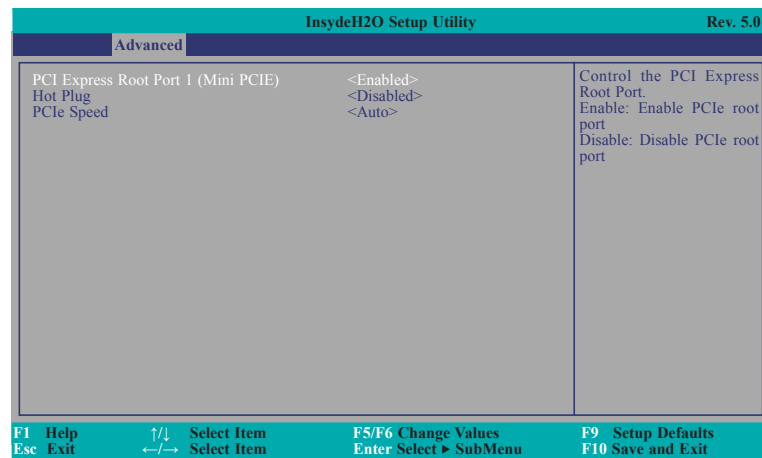 InsydeH2O Setup Utility Rev. 5.0
Advanced
PCI Express Root Port 1 (Mini PCIE) <Enabled>
Hot Plug <Disabled>
PCIe Speed <Auto>
Control the PCI Express
Root Port.
Enable: Enable PCIe root
port
Disable: Disable PCIe root
port
F1 Help ↑/↓ Select Item F5/F6 Change Values F9 Setup Defaults
Esc Exit ←/→ Select Item Enter Select ► SubMenu F10 Save and Exit